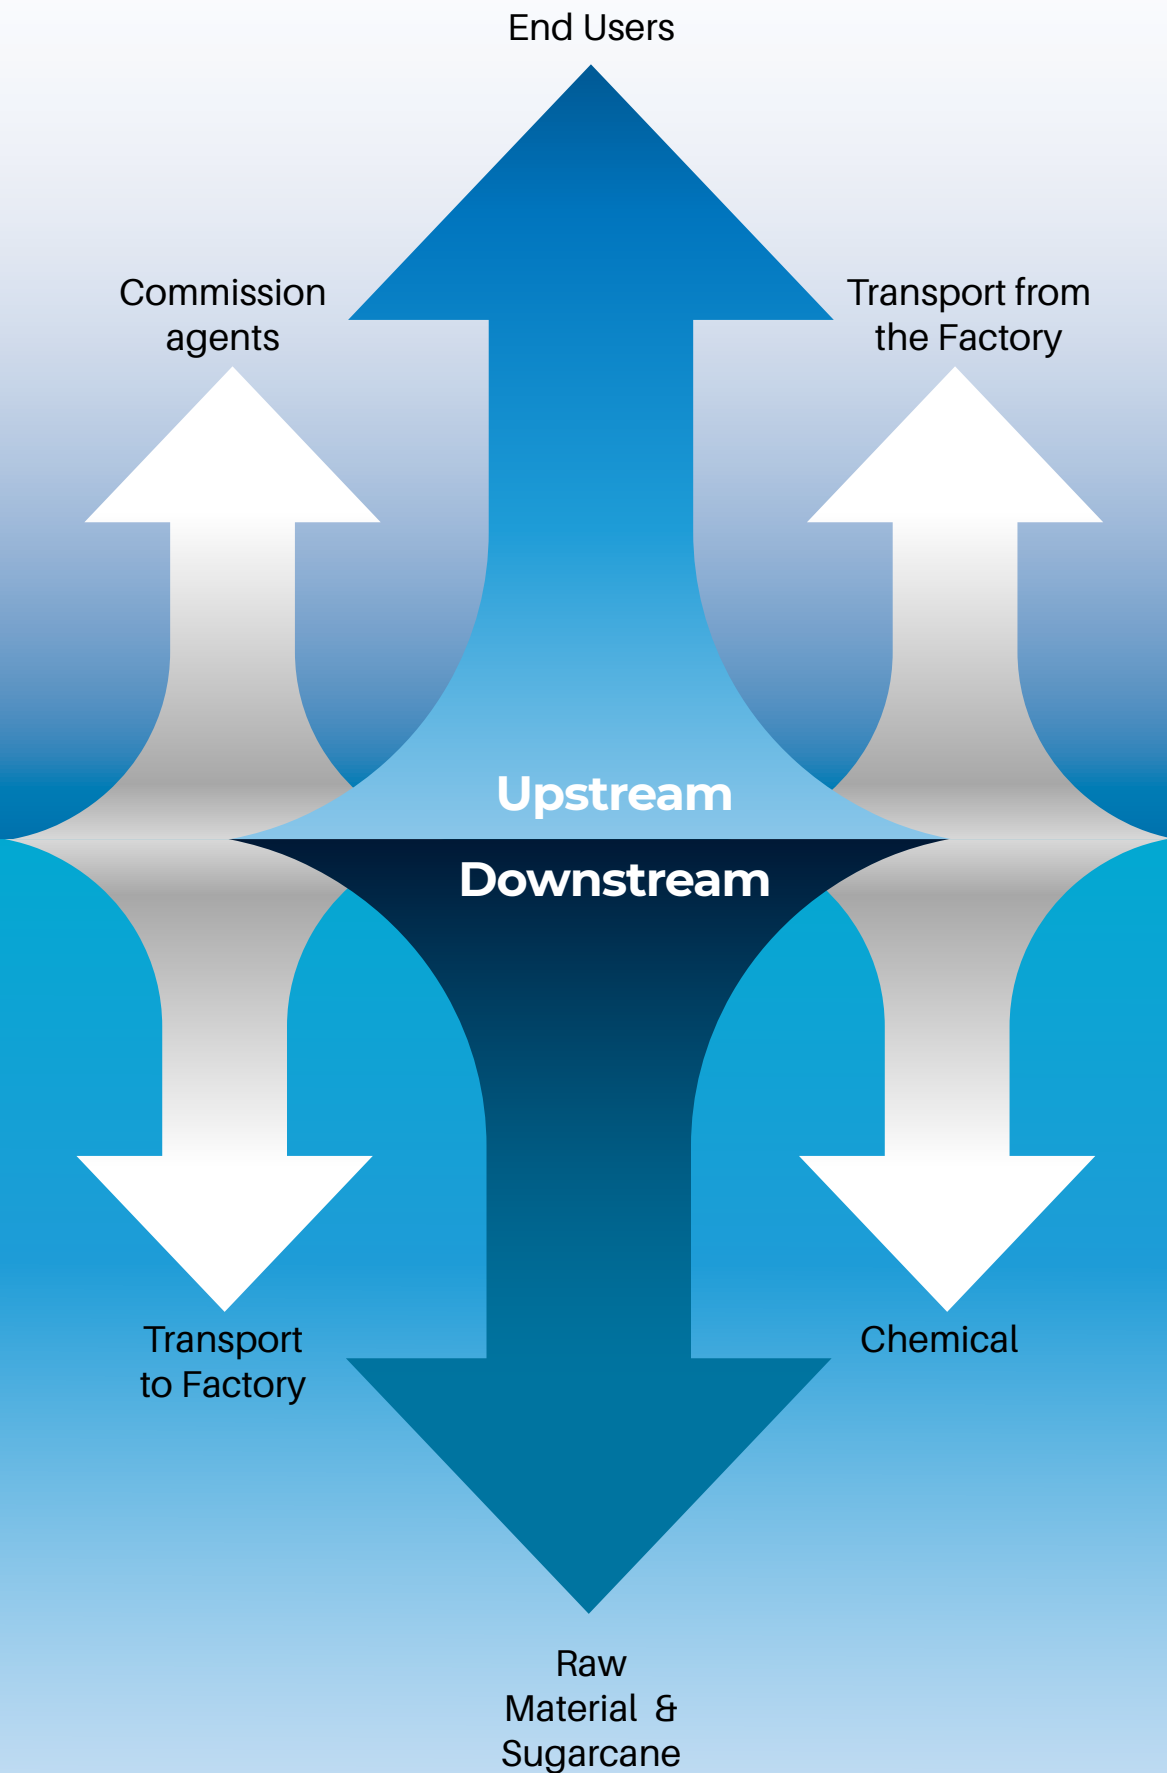 End Users
Commission
agents
Transport from
the Factory
Upstream
Downstream
Transport
to Factory
Chemical
Raw
Material & 
Sugarcane